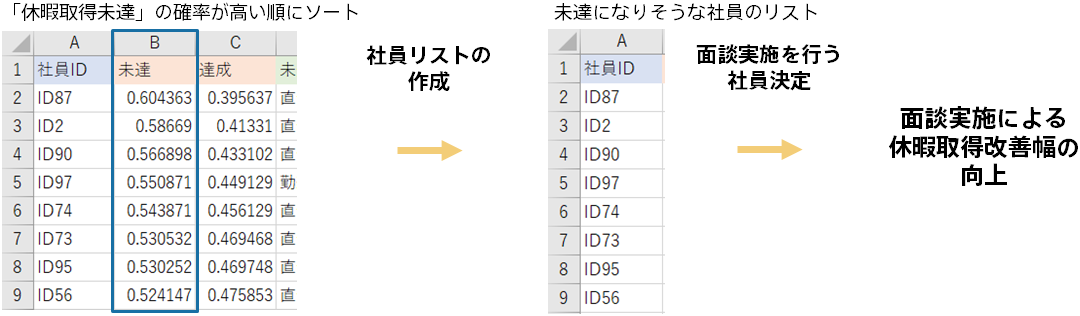 「休暇取得未達」の確率が高い順にソート
A B C
1 社員ID 未達 達成 未
2 ID87 0.604363 0.395637 直
3 ID2 0.58669 0.41331 直
4 ID90 0.566898 0.433102 直
5 ID97 0.550871 0.449129 勤
6 ID74 0.543871 0.456129 直
7 ID73 0.530532 0.469468 直
8 ID95 0.530252 0.469748 直
9 ID56 0.524147 0.475853 直
社員リストの
作成
未達になりそうな社員のリスト
A
1 社員ID
2 ID87
3 ID2
4 ID90
5 ID97
6 ID74
7 ID73
8 ID95
9 ID56
面談実施を行う
社員決定
面談実施による
休暇取得改善幅の
向上